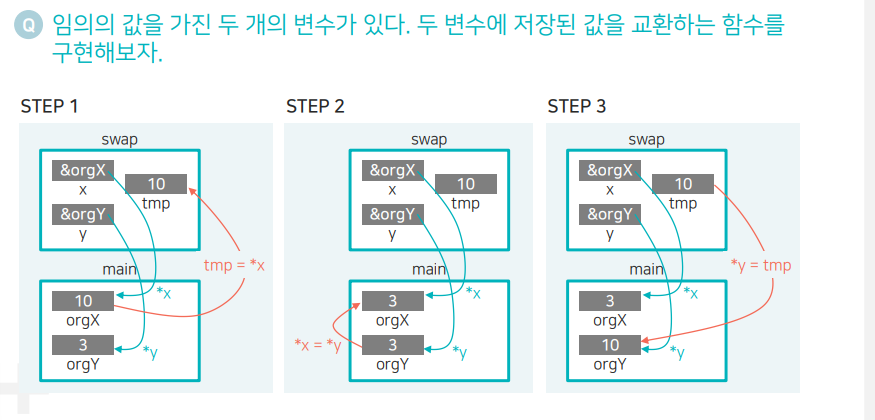 Q 임의의 값을 가진 두 개의 변수가 있다. 두 변수에 저장된 값을 교환하는 함수를
구현해보자.
STEP 1
swap
&orgX
x
10
tmp
&orgY
y
tmp = *x
main
10
orgX
*x
3
orgY
*y
STEP 2
swap
&orgX
x
10
tmp
&orgY
y
main
3
orgX
*x
*x = *y
3
orgY
*y
STEP 3
swap
&orgX
x
10
tmp
&orgY
y
*y = tmp
main
3
orgX
*x
10
orgY
*y